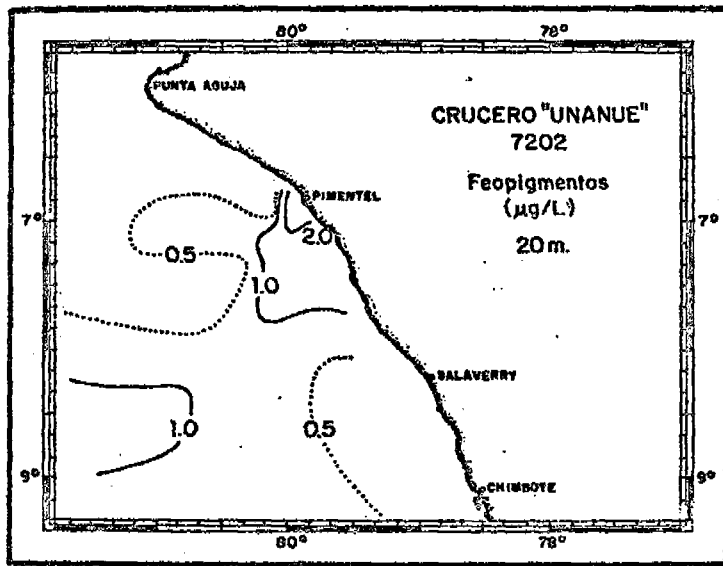 80° 78°
PUNTA AGUJA
CRUCERO "UNANUE"
7202
Feopigmentos
(µg/L)
20 m.
PIMENTEL
7° 7°
2.0
0.5
1.0
SALAVERRY
1.0
0.5
9° 9°
CHIMBOTE
80° 78°